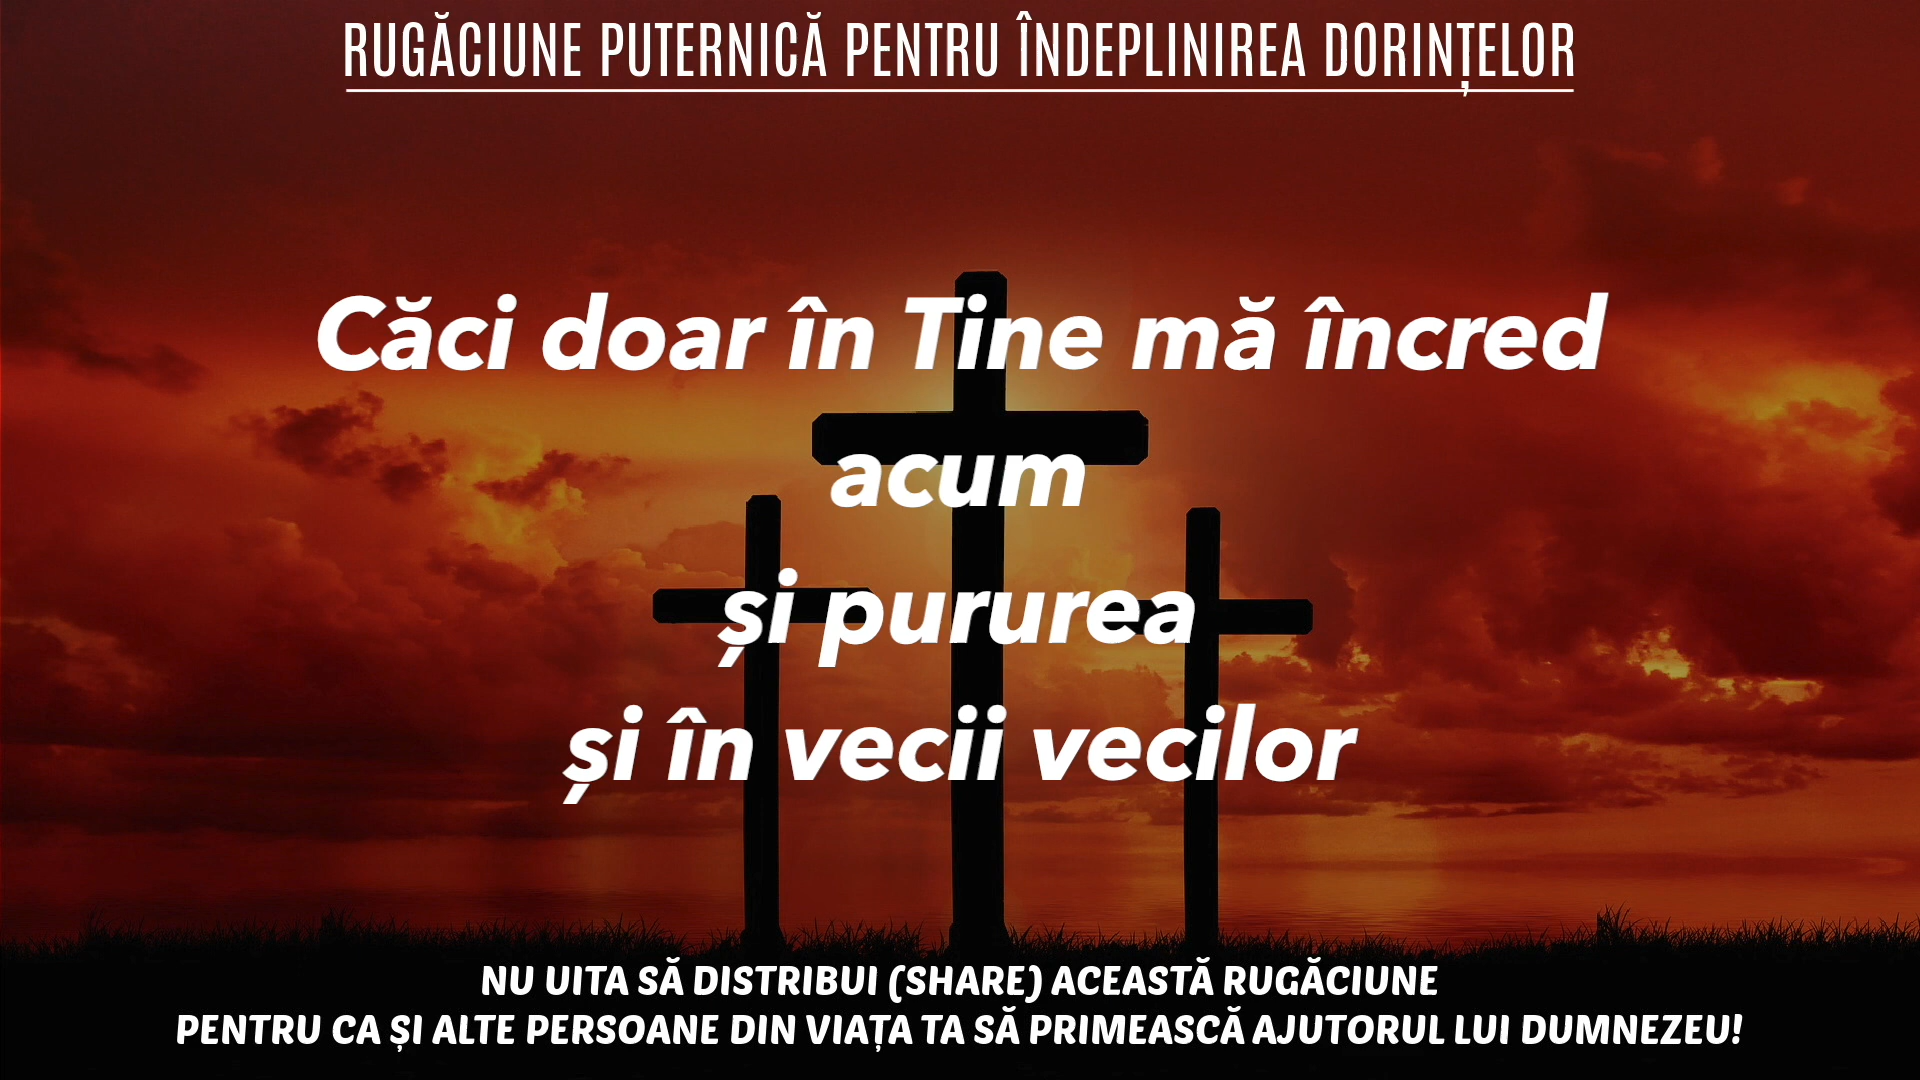 RUGĂCIUNE PUTERNICĂ PENTRU ÎNDEPLINIREA DORINȚELOR
Căci doar în Tine mă încred
acum
și pururea
și în vecii vecilor
NU UITA SĂ DISTRIBUI (SHARE) ACEASTĂ RUGĂCIUNE
PENTRU CA ȘI ALTE PERSOANE DIN VIAȚA TA SĂ PRIMEASCĂ AJUTORUL LUI DUMNEZEU!